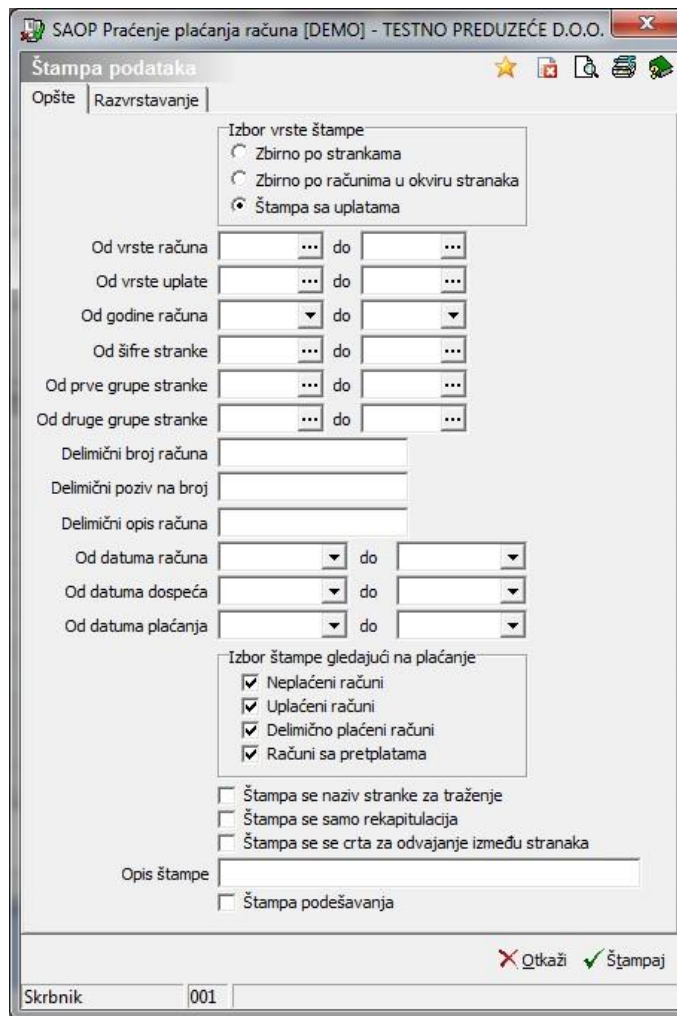 SAOP Praćenje plaćanja računa [DEMO] - TESTNO PREDUZEĆE D.O.O.
Štampa podataka
Opšte Razvrstavanje
Izbor vrste štampe
Zbirno po strankama
Zbirno po računima u okviru stranaka
Štampa sa uplatama
Od vrste računa ... do ...
Od vrste uplate ... do ...
Od godine računa do
Od šifre stranke ... do ...
Od prve grupe stranke ... do ...
Od druge grupe stranke ... do ...
Delimični broj računa
Delimični poziv na broj
Delimični opis računa
Od datuma računa do
Od datuma dospeća do
Od datuma plaćanja do
Izbor štampe gledajući na plaćanje
Neplaćeni računi
Uplaćeni računi
Delimično plaćeni računi
Računi sa pretplatama
Štampa se naziv stranke za traženje
Štampa se samo rekapitulacija
Štampa se se crta za odvajanje između stranaka
Opis štampe
Štampa podešavanja
Otkaži Štampaj
Skrbnik 001